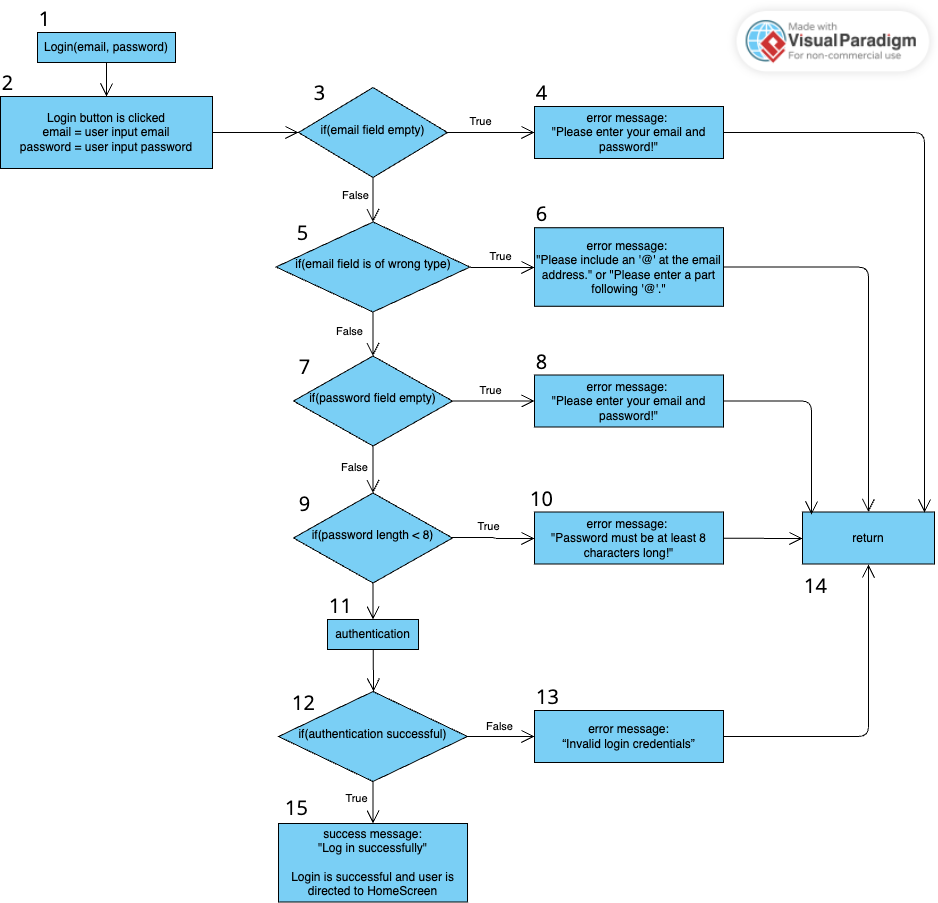 1
Login(email, password)
Made with
VisualParadigm
For non-commercial use
2
Login button is clicked
email = user input email
password = user input password
3
if(email field empty)
True
4
error message:
"Please enter your email and
password!"
False
5
if(email field is of wrong type)
True
6
error message:
"Please include an '@' at the email
address." or "Please enter a part
following '@'."
False
7
if(password field empty)
True
8
error message:
"Please enter your email and
password!"
False
9
if(password length < 8)
True
10
error message:
"Password must be at least 8
characters long!"
return
14
11
authentication
12
if(authentication successful)
False
13
error message:
“Invalid login credentials”
True
15
success message:
"Log in successfully"
Login is successful and user is
directed to HomeScreen